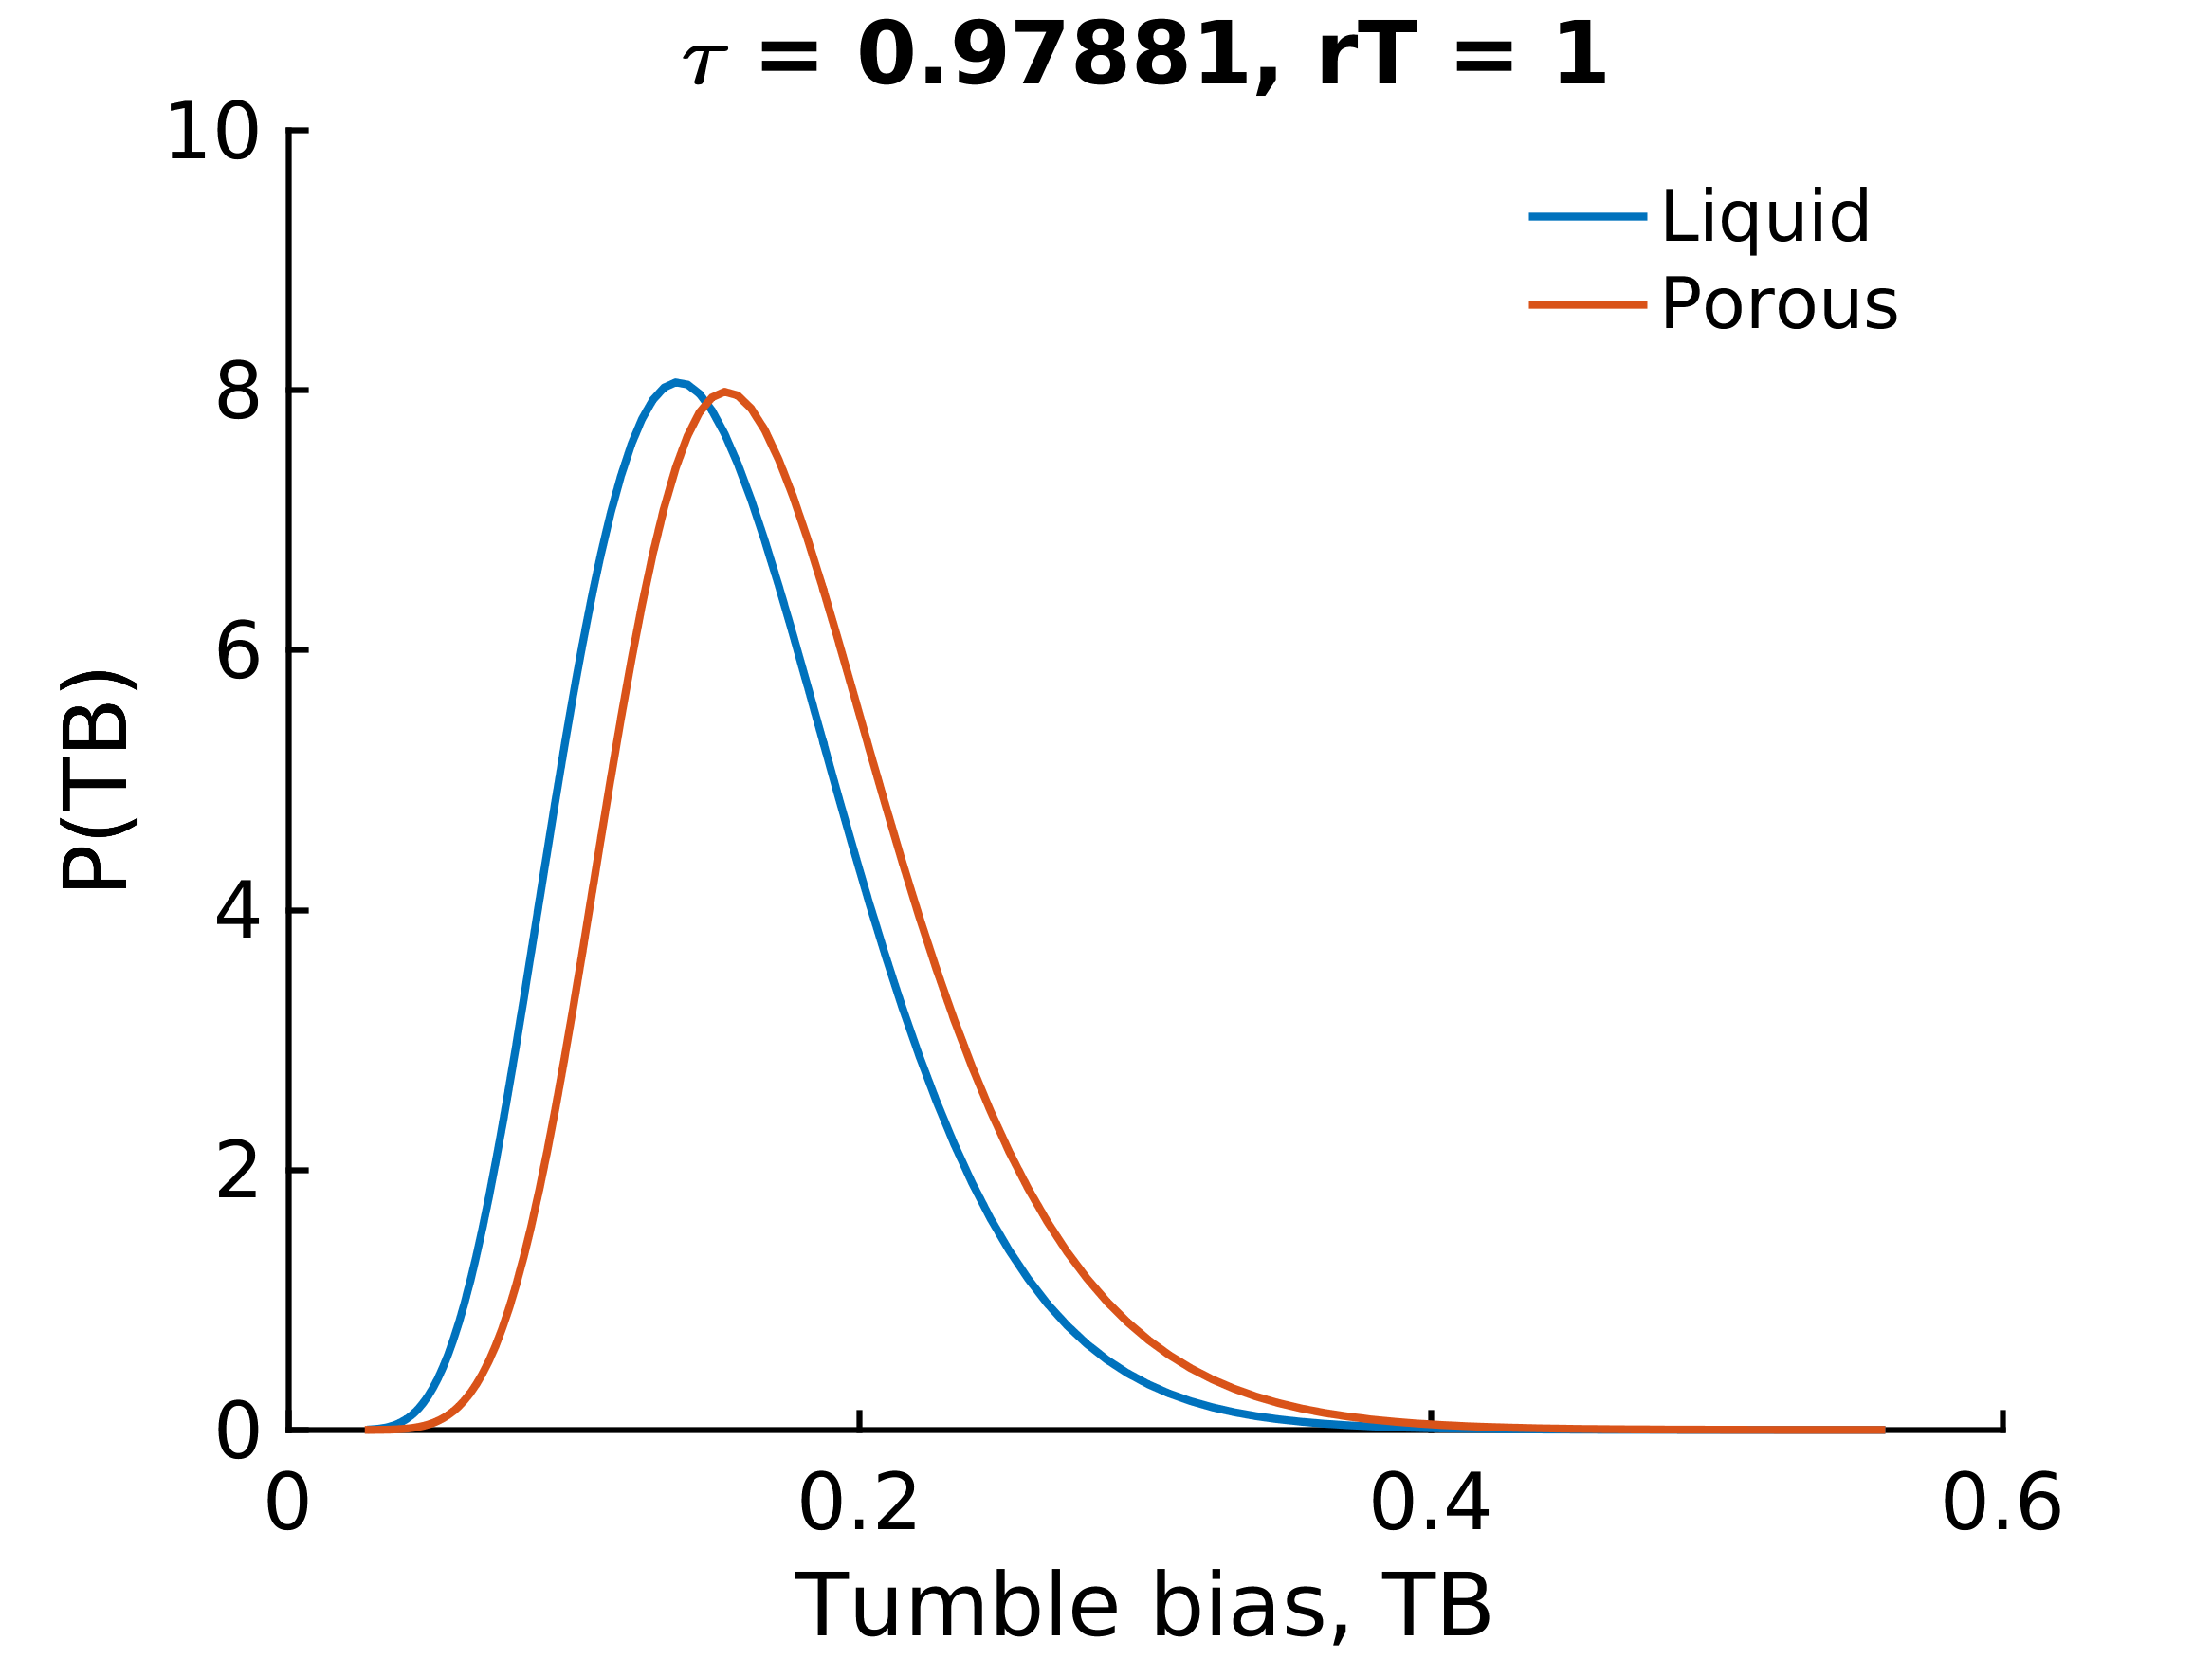 τ = 0.97881, rT = 1
10
8
6
4
2
0
P(TB)
Liquid
Porous
0 0.2 0.4 0.6
Tumble bias, TB